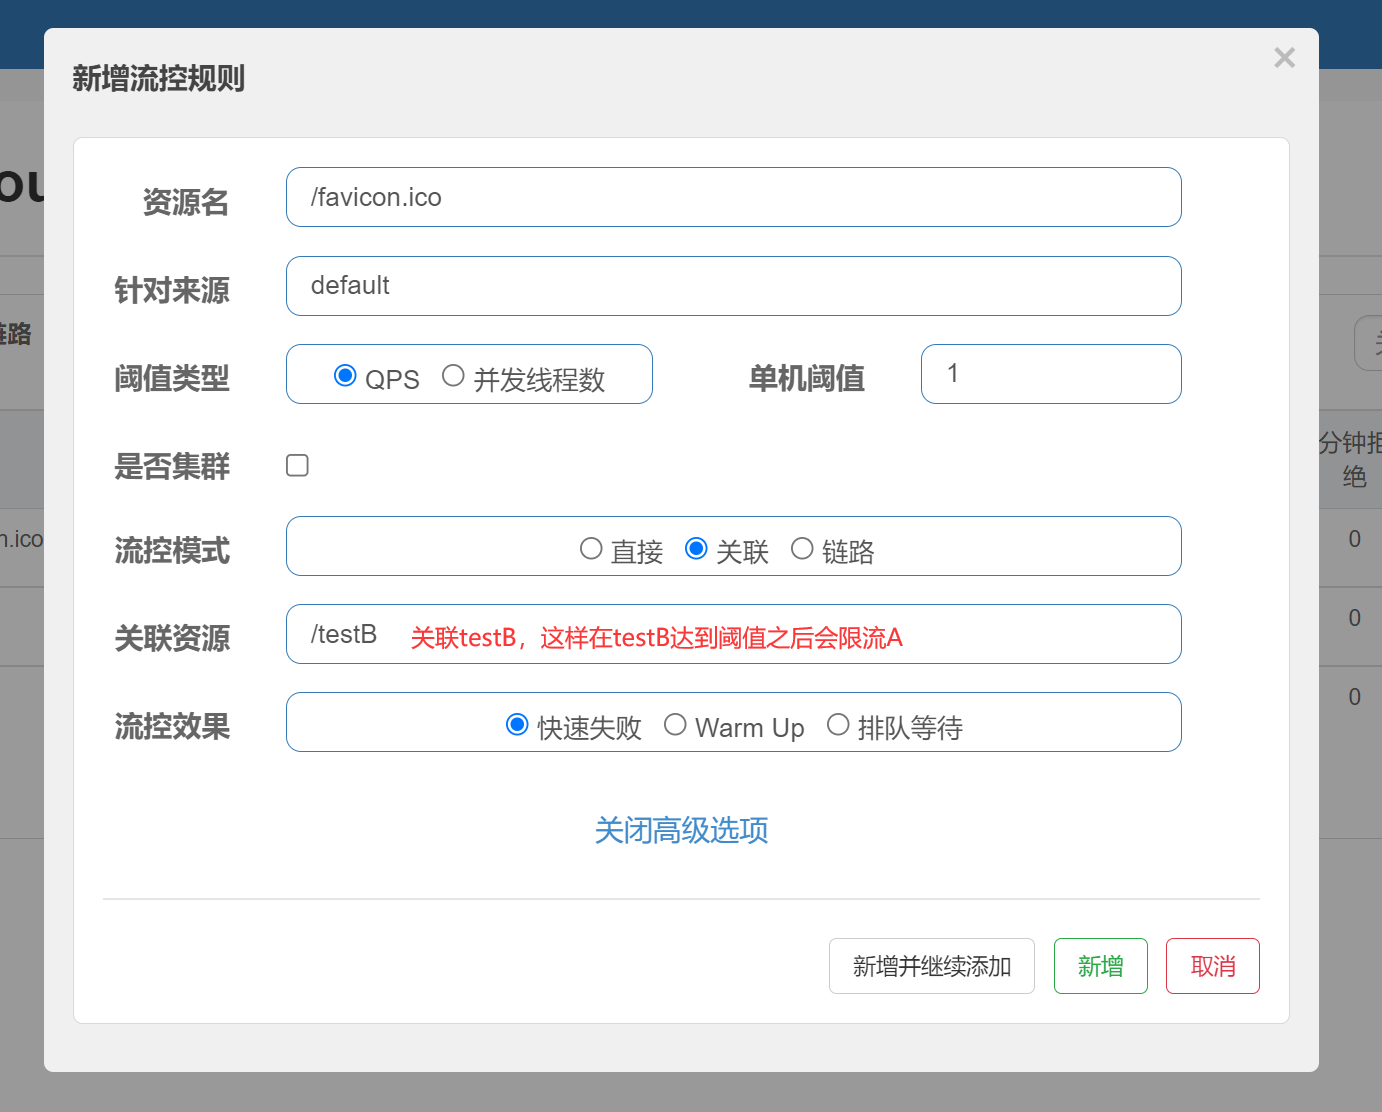 新增流控规则
×
ou
资源名 /favicon.ico
针对来源 default
链路
阈值类型 QPS 并发线程数 单机阈值 1
分钟拒
绝
是否集群
n.ico 0
流控模式 直接 关联 链路
0
关联资源 /testB 关联testB，这样在testB达到阈值之后会限流A
0
流控效果 快速失败 Warm Up 排队等待
关闭高级选项
新增并继续添加 新增 取消